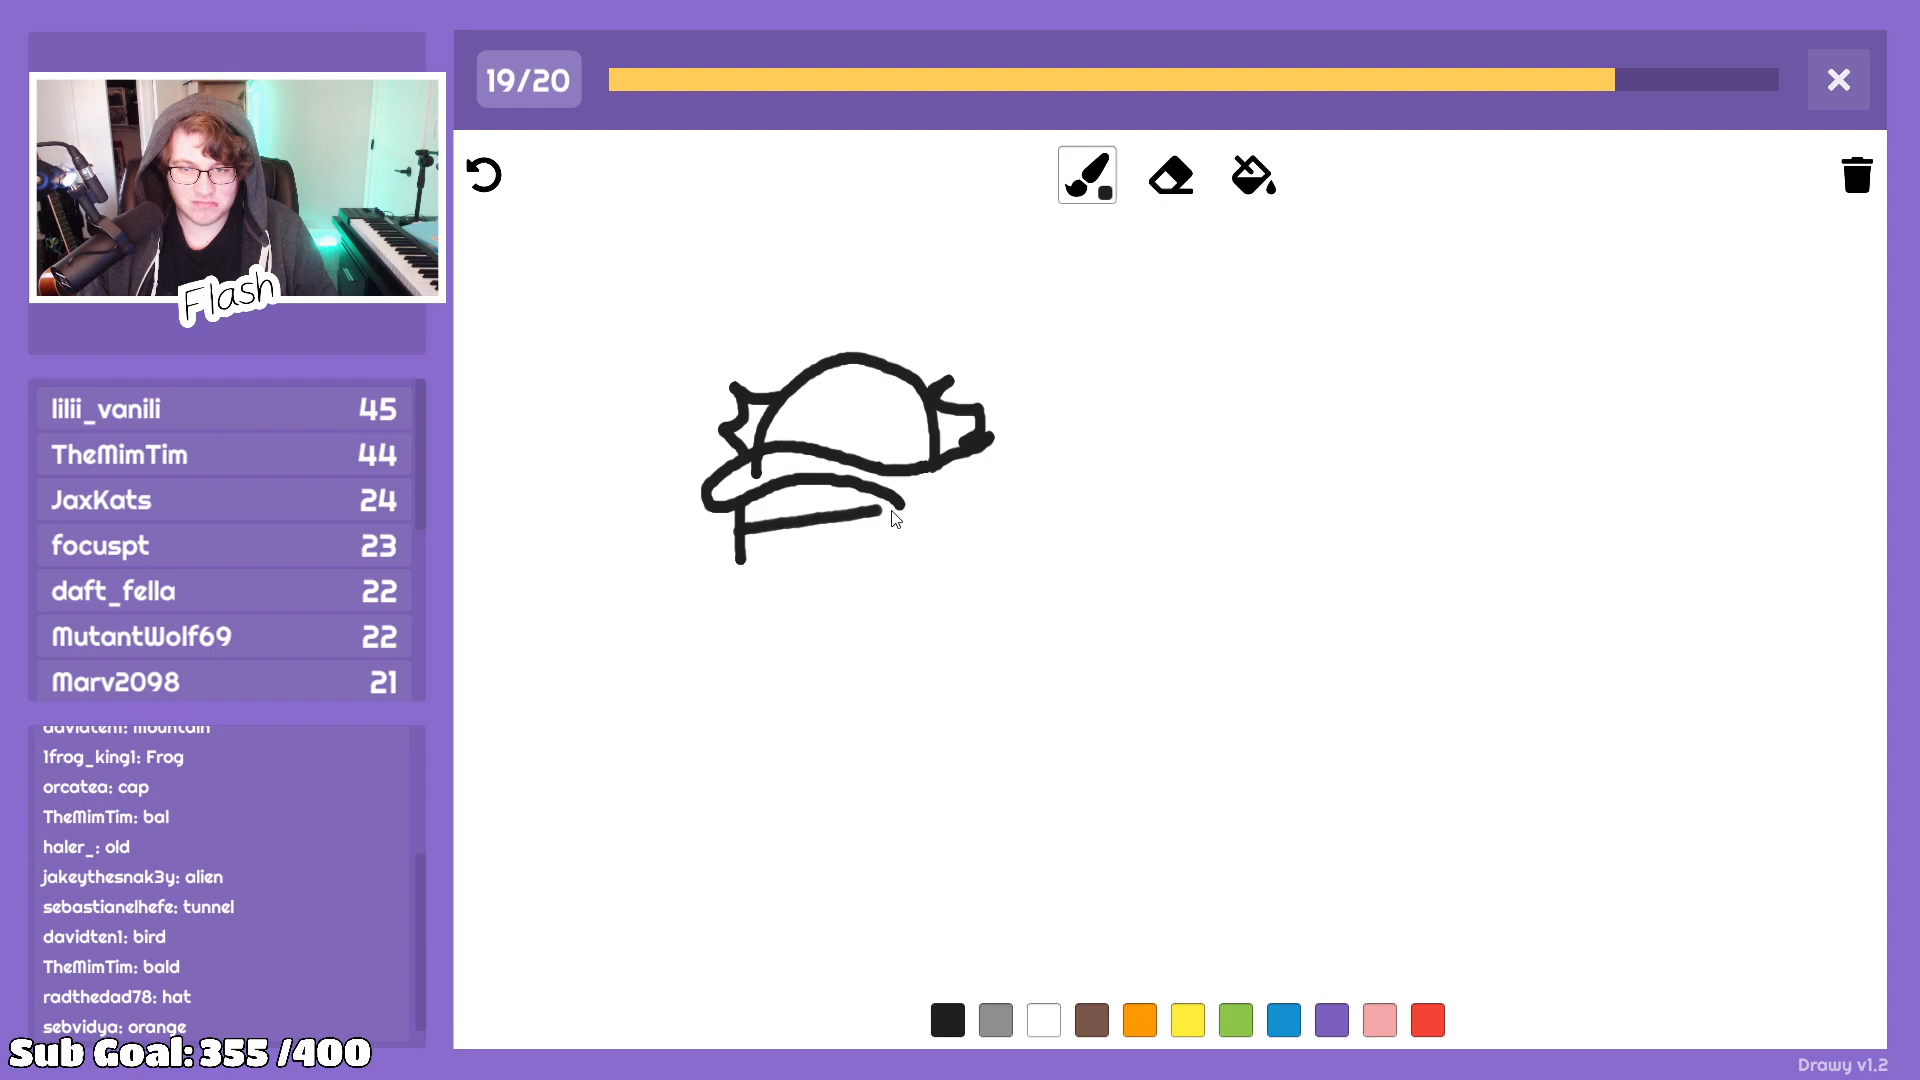 19/20
Flash
lilii_vanili 45
TheMimTim 44
JaxKats 24
focuspt 23
daft_fella 22
MutantWolf69 22
Marv2098 21
davidten1: mountain
1frog_king1: Frog
orcatea: cap
TheMimTim: bal
haler_: old
jakeythesnak3y: alien
sebastianelhefe: tunnel
davidten1: bird
TheMimTim: bald
radthedad78: hat
sebvidya: orange
Sub Goal: 355 /400
Drawy v1.2